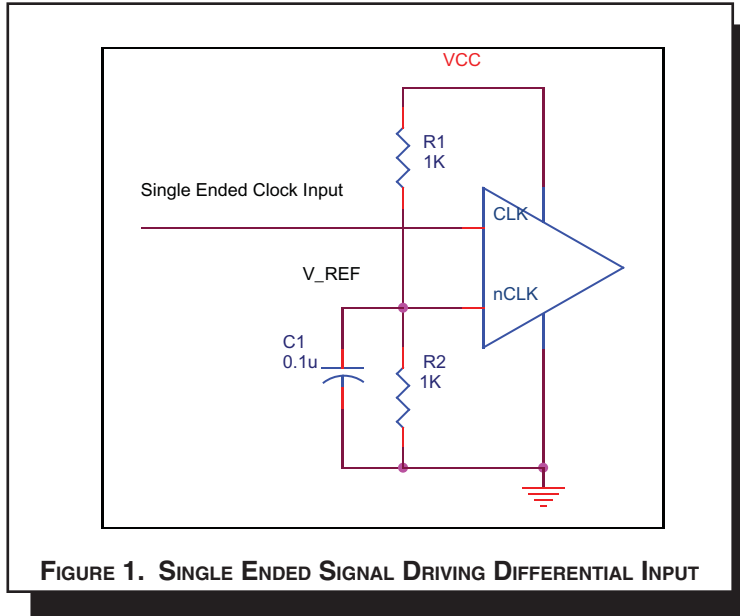 VCC
R1
1K
Single Ended Clock Input
CLK
V_REF
nCLK
C1
0.1u
R2
1K
FIGURE 1. SINGLE ENDED SIGNAL DRIVING DIFFERENTIAL INPUT